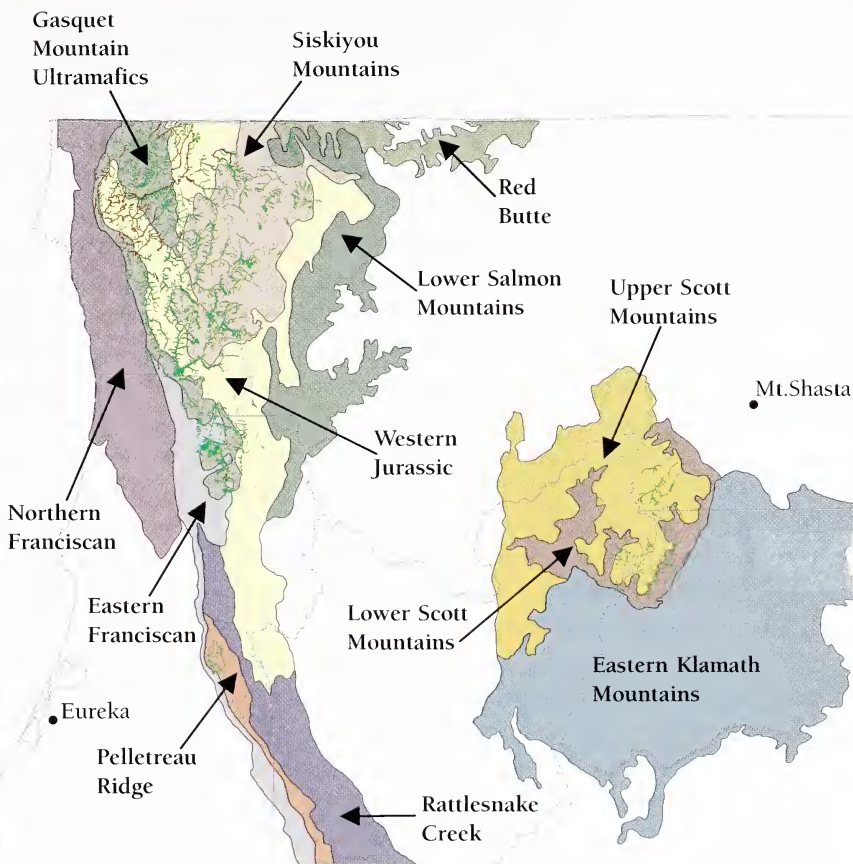 Gasquet
Mountain
Ultramafics
Siskiyou
Mountains
Red
Butte
Lower Salmon
Mountains
Upper Scott
Mountains
Mt.Shasta
Western
Jurassic
Northern
Franciscan
Eastern
Franciscan
Lower Scott
Mountains
Eastern Klamath
Mountains
Eureka
Pelletreau
Ridge
Rattlesnake
Creek